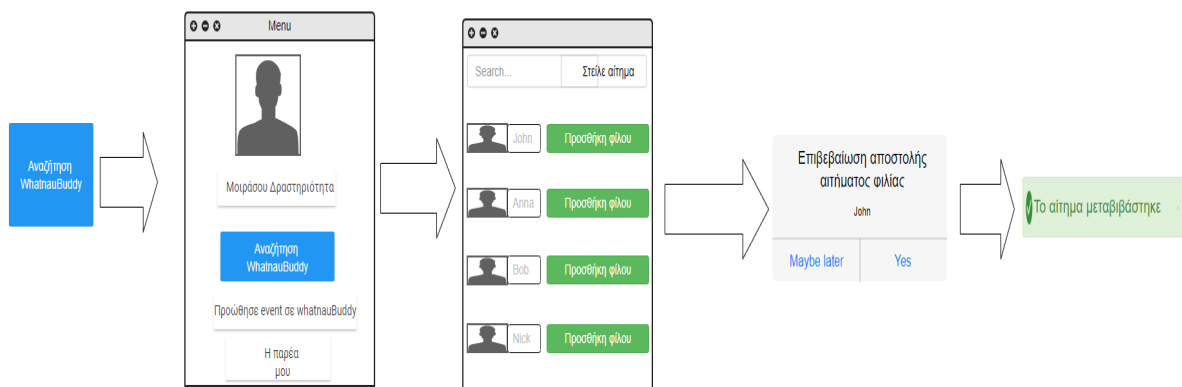 Αναζήτηση
WhatnauBuddy
Menu
Μοιράσου Δραστηριότητα
Αναζήτηση
WhatnauBuddy
Προώθησε event σε whatnauBuddy
Η παρέα
μου
Search...
Στείλε αίτημα
John
Προσθήκη φίλου
Anna
Προσθήκη φίλου
Bob
Προσθήκη φίλου
Nick
Προσθήκη φίλου
Επιβεβαίωση αποστολής
αιτήματος φιλίας
John
Maybe later
Yes
Το αίτημα μεταβιβάστηκε